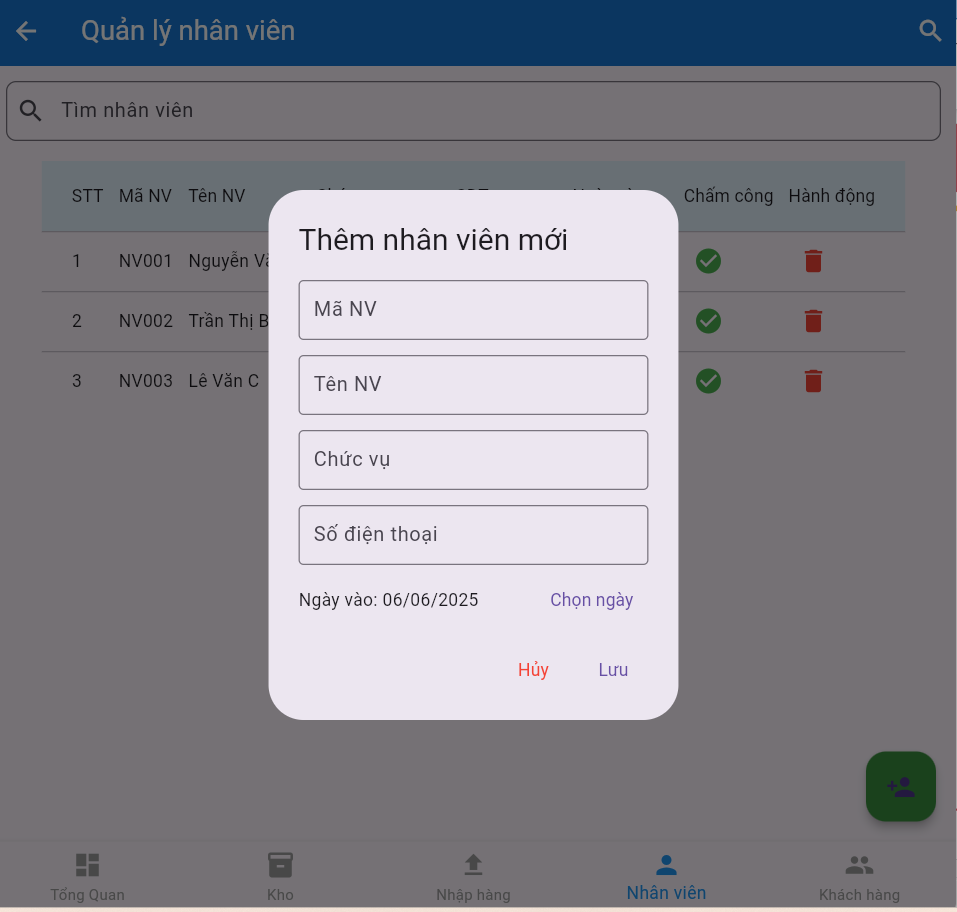 Quản lý nhân viên
Tìm nhân viên
STT Mã NV Tên NV Chấm công Hành động
Thêm nhân viên mới
1 NV001 Nguyễn
Mã NV
2 NV002 Trần Thị B
Tên NV
3 NV003 Lê Văn C
Chức vụ
Số điện thoại
Ngày vào: 06/06/2025 Chọn ngày
Hủy Lưu
Tổng Quan Kho Nhập hàng Nhân viên Khách hàng